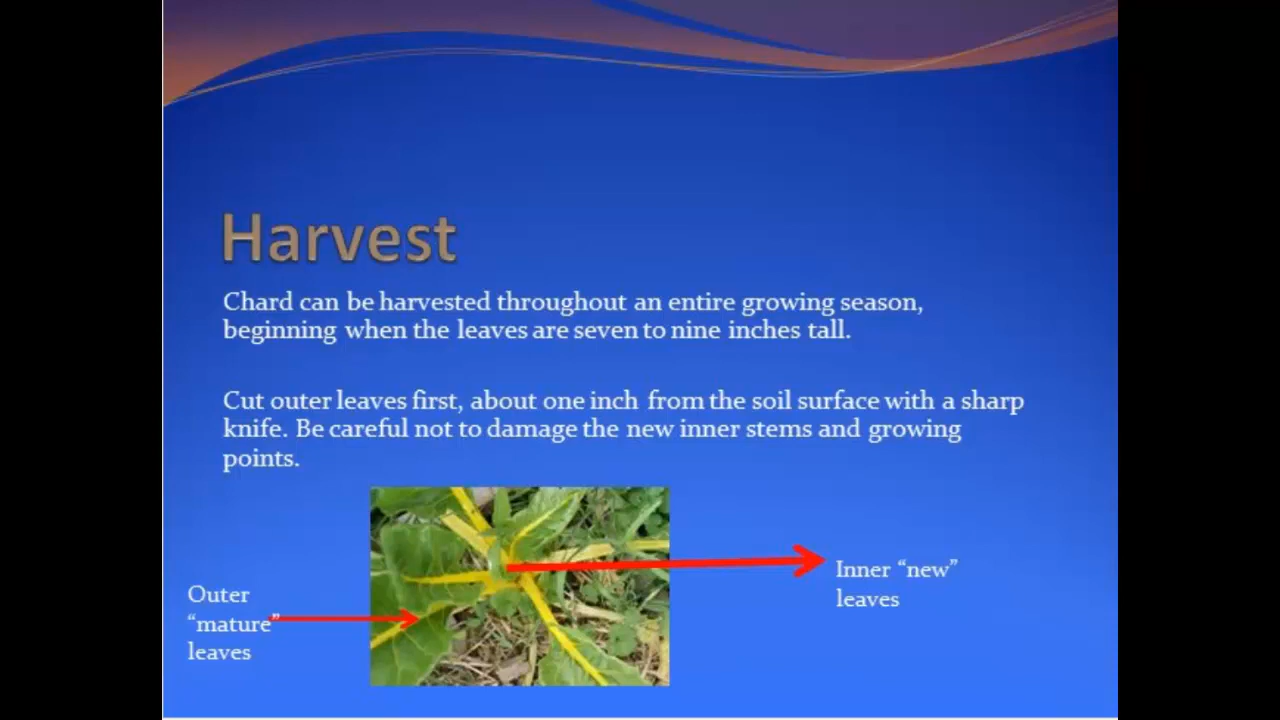 Harvest
Chard can be harvested throughout an entire growing season,
beginning when the leaves are seven to nine inches tall.
Cut outer leaves first, about one inch from the soil surface with a sharp
knife. Be careful not to damage the new inner stems and growing
points.
Outer
“mature”
leaves
Inner “new”
leaves